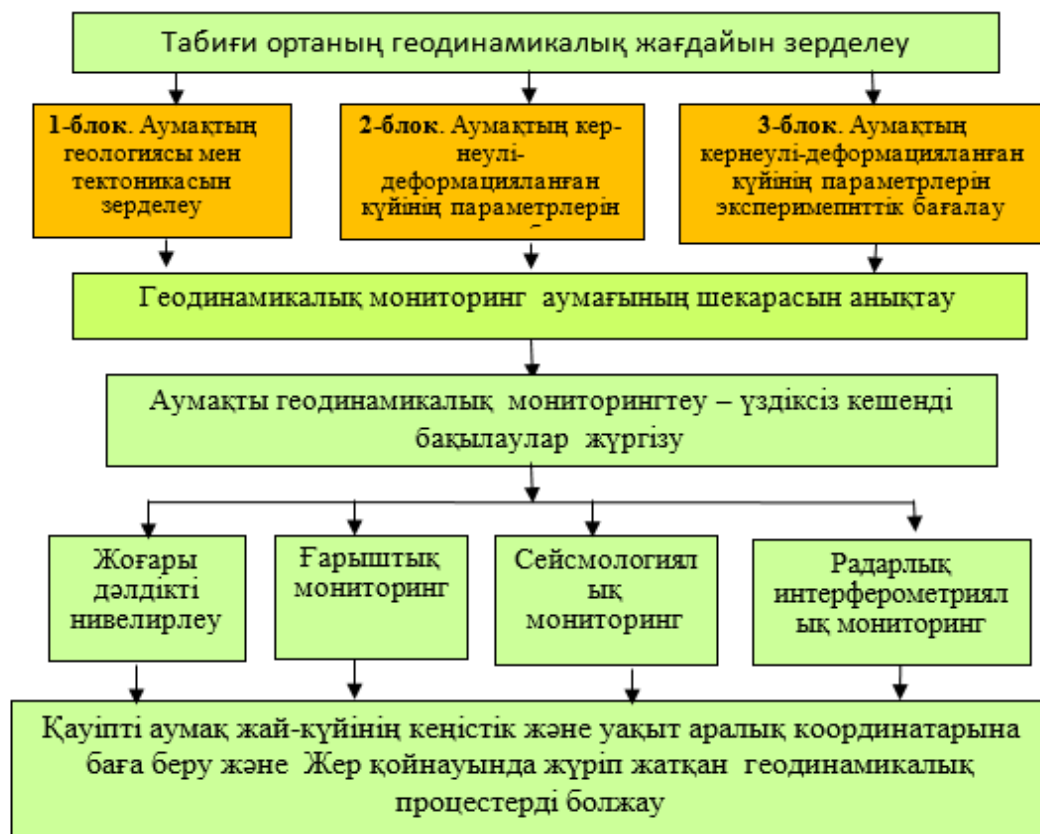 Табиғи ортаның геодинамикалық жағдайын зерделеу
1-блок. Аумақтың
геологиясы мен
тектоникасын
зерделеу
2-блок. Аумақтың кер-
неулі-
деформацияланған
күйінің параметрлерін
3-блок. Аумақтың
кернеулі-деформацияланған
күйінің параметрлерін
эксперимепнттік бағалау
Геодинамикалық мониторинг аумағының шекарасын анықтау
Аумақты геодинамикалық мониторингтеу – үздіксіз кешенді
бақылаулар жүргізу
Жоғары
дәлдікті
нивелирлеу
Ғарыштық
мониторинг
Сейсмологиял
ық
мониторинг
Радарлық
интерферометриял
ық мониторинг
Қауіпті аумақ жай-күйінің кеңістік және уақыт аралық координатарына
баға беру және Жер қойнауында жүріп жатқан геодинамикалық
процестерді болжау